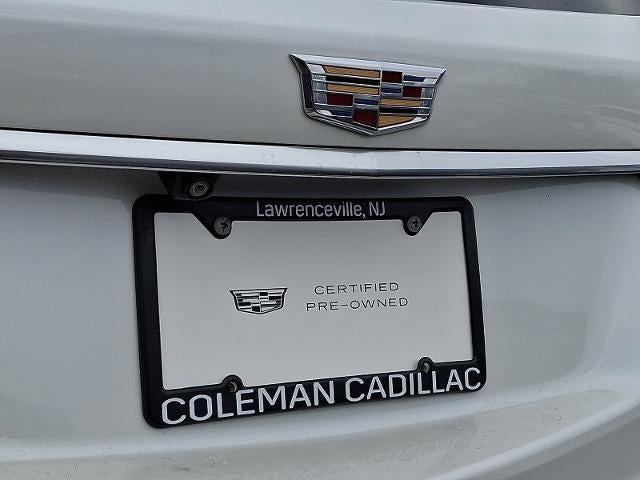 Lawrenceville, NJ
CERTIFIED
PRE-OWNED
COLEMAN CADILLAC